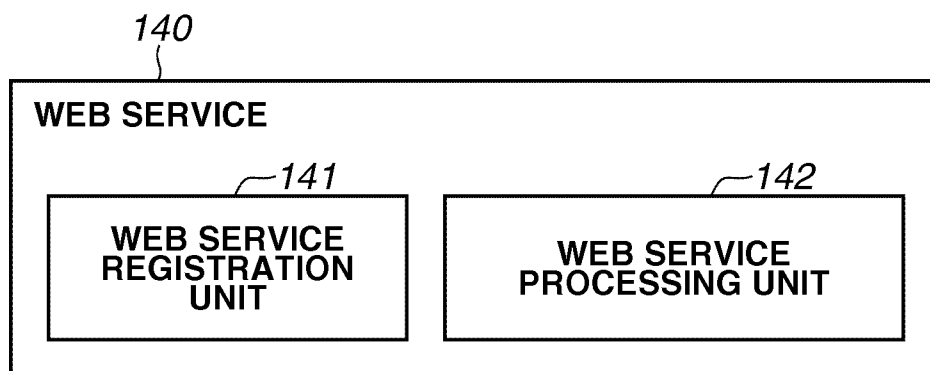 140
WEB SERVICE
141
WEB SERVICE
REGISTRATION
UNIT
142
WEB SERVICE
PROCESSING UNIT